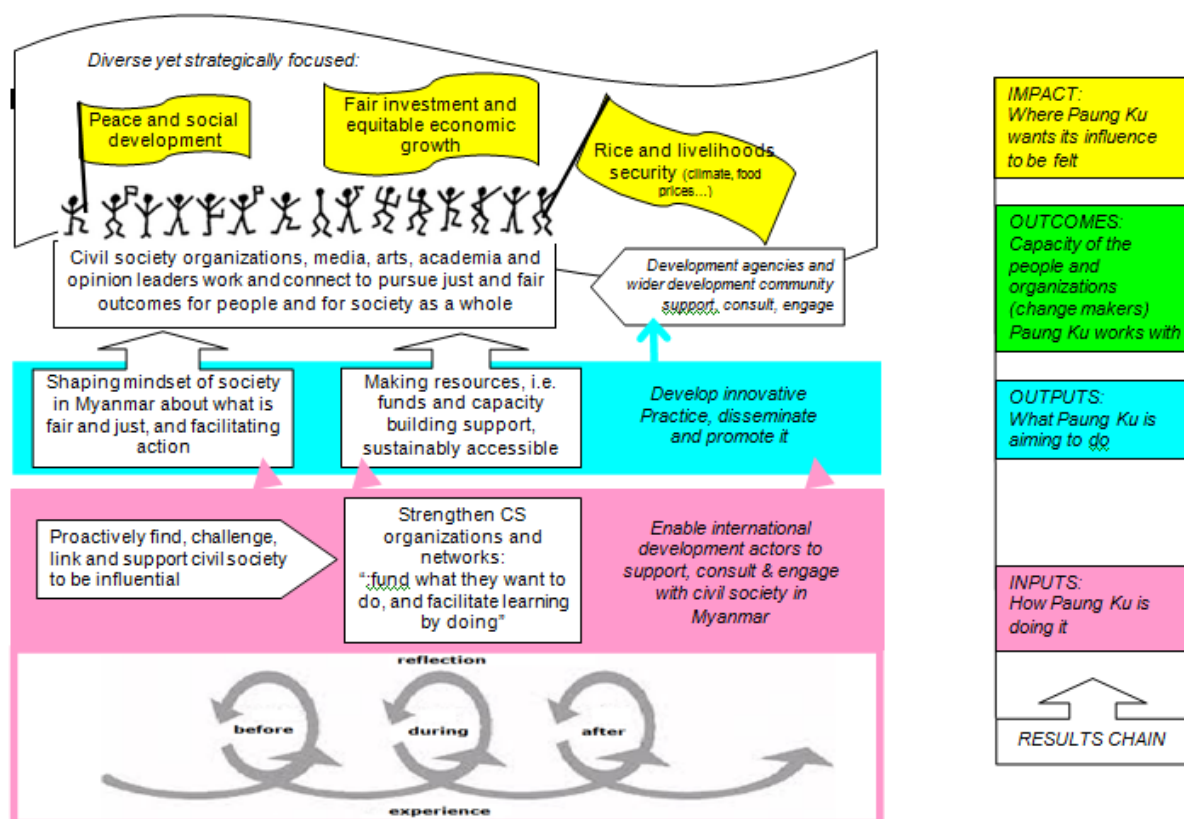 Diverse yet strategically focused:
Peace and social
development
Fair investment and
equitable economic
growth
Rice and livelihoods
security (climate, food
prices…)
Civil society organizations, media, arts, academia and
opinion leaders work and connect to pursue just and fair
outcomes for people and for society as a whole
Development agencies and
wider development community
support, consult, engage
Shaping mindset of society
in Myanmar about what is
fair and just, and facilitating
action
Making resources, i.e.
funds and capacity
building support,
sustainably accessible
Develop innovative
Practice, disseminate
and promote it
Proactively find, challenge,
link and support civil society
to be influential
Strengthen CS
organizations and
networks:
“:fund what they want to
do, and facilitate learning
by doing”
Enable international
development actors to
support, consult & engage
with civil society in
Myanmar
reflection
before
during
after
experience
IMPACT:
Where Paung Ku
wants its influence
to be felt
OUTCOMES:
Capacity of the
people and
organizations
(change makers)
Paung Ku works with
OUTPUTS:
What Paung Ku is
aiming to do
INPUTS:
How Paung Ku is
doing it
RESULTS CHAIN